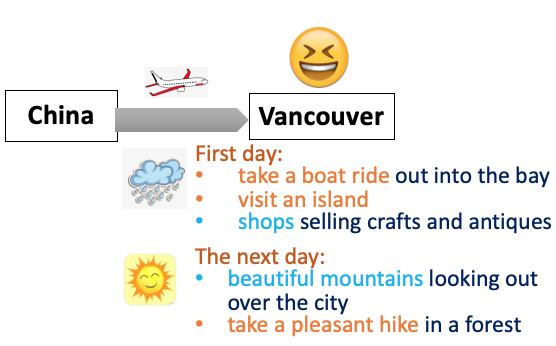 China
Vancouver
First day:
• take a boat ride out into the bay
• visit an island
• shops selling crafts and antiques
The next day:
• beautiful mountains looking out
over the city
• take a pleasant hike in a forest